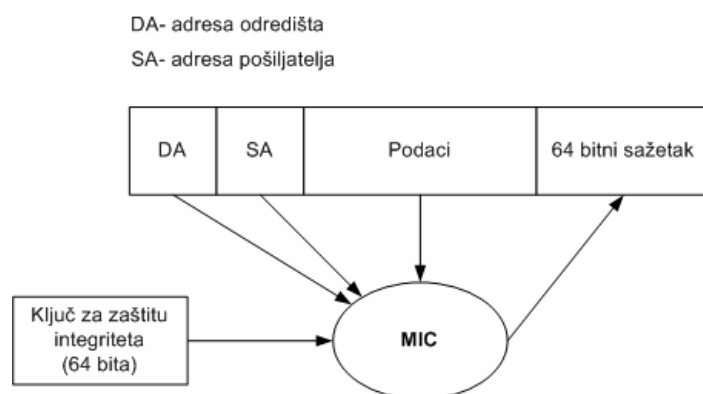 DA- adresa odredišta
SA- adresa pošiljatelja
DA
SA
Podaci
64 bitni sažetak
Ključ za zaštitu
integriteta
(64 bita)
MIC